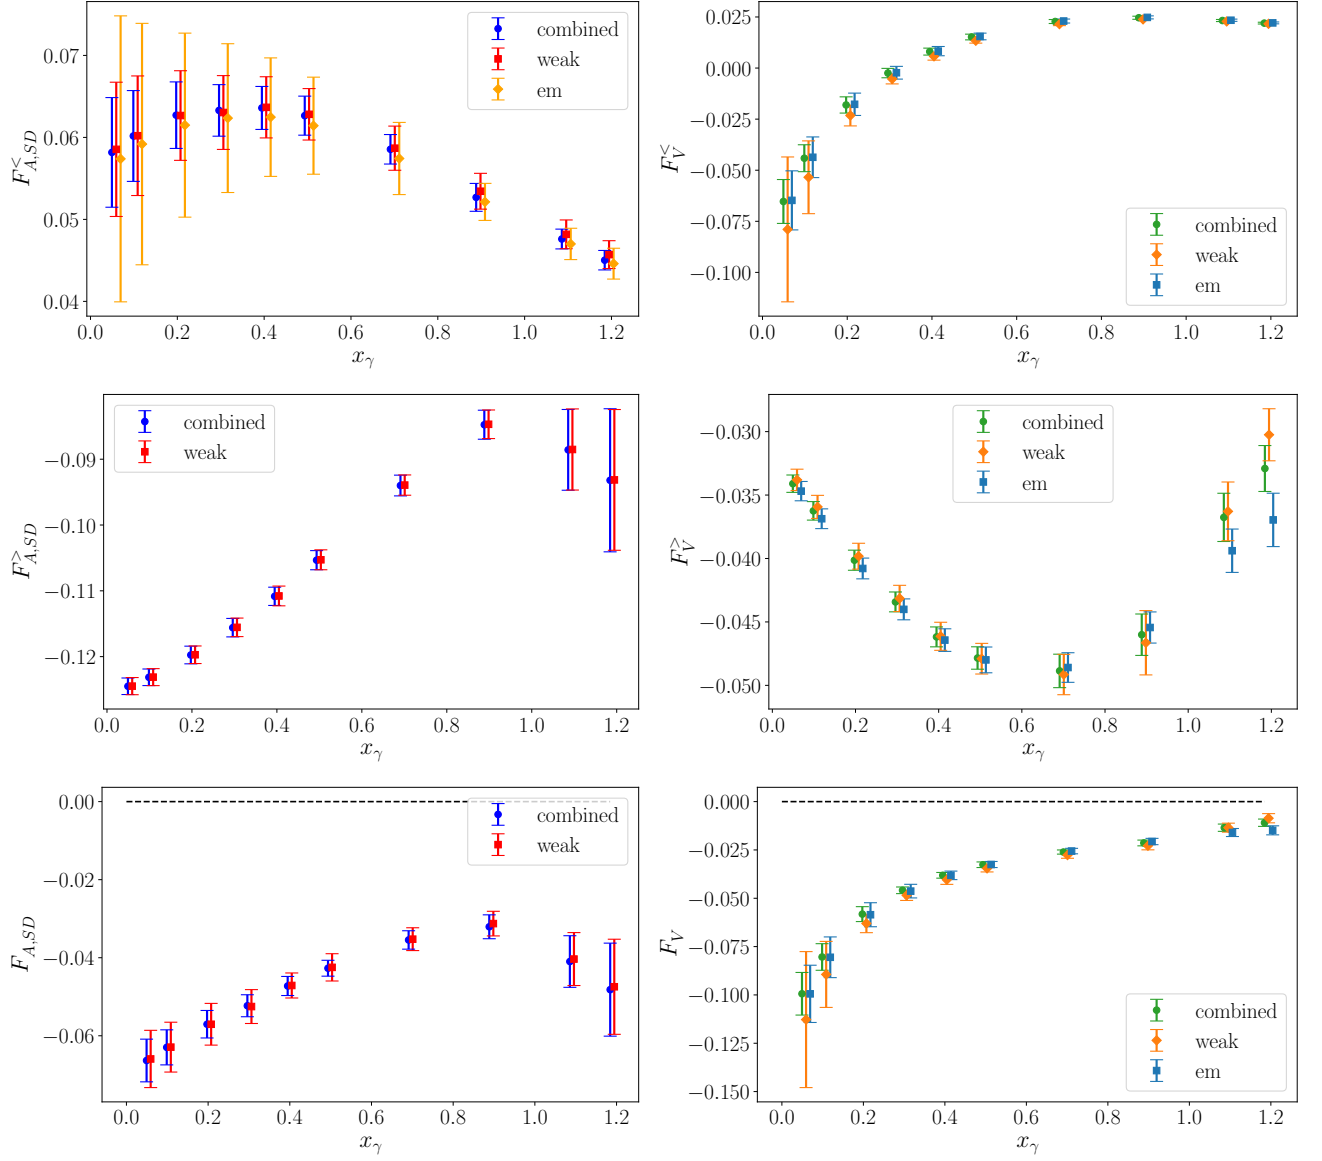 0.07
0.06
0.05
0.04
F^<_{A,SD}
combined
weak
em
0.0 0.2 0.4 0.6 0.8 1.0 1.2
x_γ
0.025
0.000
−0.025
−0.050
−0.075
−0.100
F^<_V
combined
weak
em
0.0 0.2 0.4 0.6 0.8 1.0 1.2
x_γ
−0.09
−0.10
−0.11
−0.12
F^>_{A,SD}
combined
weak
0.0 0.2 0.4 0.6 0.8 1.0 1.2
x_γ
−0.030
−0.035
−0.040
−0.045
−0.050
F^>_V
combined
weak
em
0.0 0.2 0.4 0.6 0.8 1.0 1.2
x_γ
0.00
−0.02
−0.04
−0.06
F_{A,SD}
combined
weak
0.0 0.2 0.4 0.6 0.8 1.0 1.2
x_γ
0.000
−0.025
−0.050
−0.075
−0.100
−0.125
−0.150
F_V
combined
weak
em
0.0 0.2 0.4 0.6 0.8 1.0 1.2
x_γ